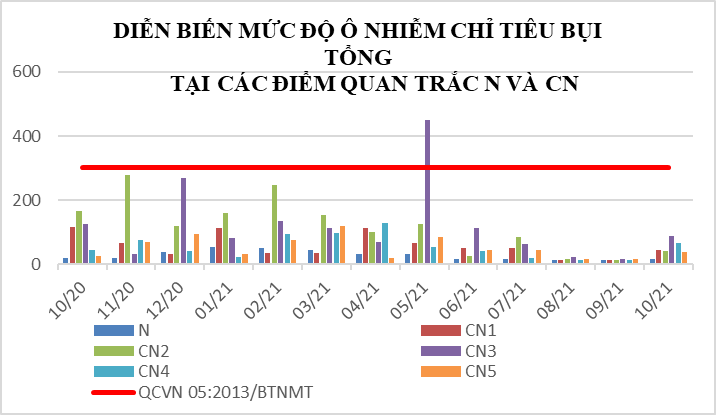 DIỄN BIẾN MỨC ĐỘ Ô NHIỄM CHỈ TIÊU BỤI
TỔNG
TẠI CÁC ĐIỂM QUAN TRẮC N VÀ CN
600
400
200
0
10/20 11/20 12/20 01/21 02/21 03/21 04/21 05/21 06/21 07/21 08/21 09/21 10/21
N CN1
CN2 CN3
CN4 CN5
QCVN 05:2013/BTNMT